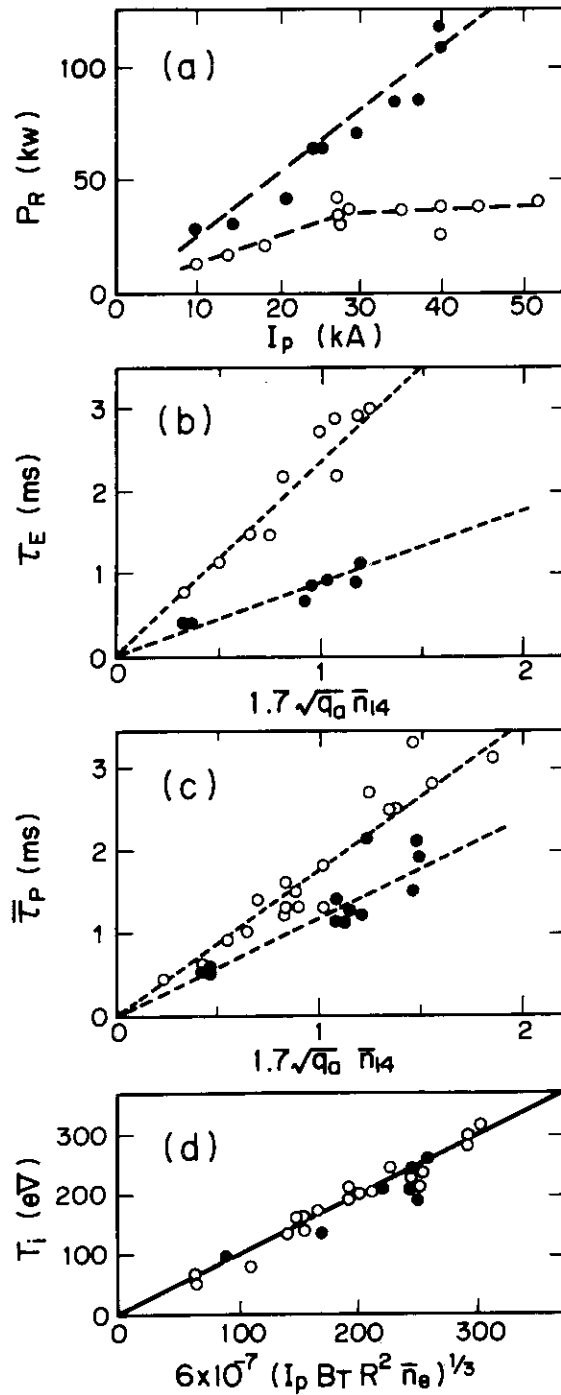 (a)
P_R (kw)
100
50
0
0 10 20 30 40 50
I_p (kA)
(b)
τ̄_E (ms)
3
2
1
0
0 1 2
1.7 √q_a n̄_14
(c)
τ̿_P (ms)
3
2
1
0
0 1 2
1.7 √q_a n̄_14
(d)
T_i (eV)
300
200
100
0
0 100 200 300
6×10^-7 (I_p B_T R^2 n̄_e)^1/3